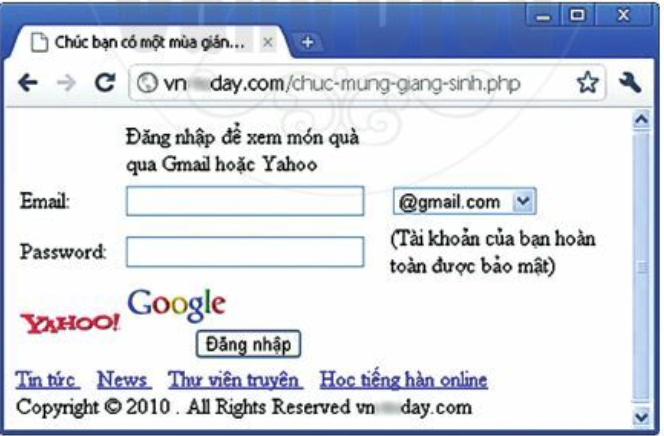 Chúc bạn có một mùa gián...
vn day.com/chuc-mung-giang-sinh.php
Đăng nhập để xem món quà
qua Gmail hoặc Yahoo
Email:
@gmail.com
Password:
(Tài khoản của bạn hoàn
toàn được bảo mật)
YAHOO!
Google
Đăng nhập
Tin tức News Thư viện truyện Hoc tiếng hàn online
Copyright © 2010 . All Rights Reserved vn day.com